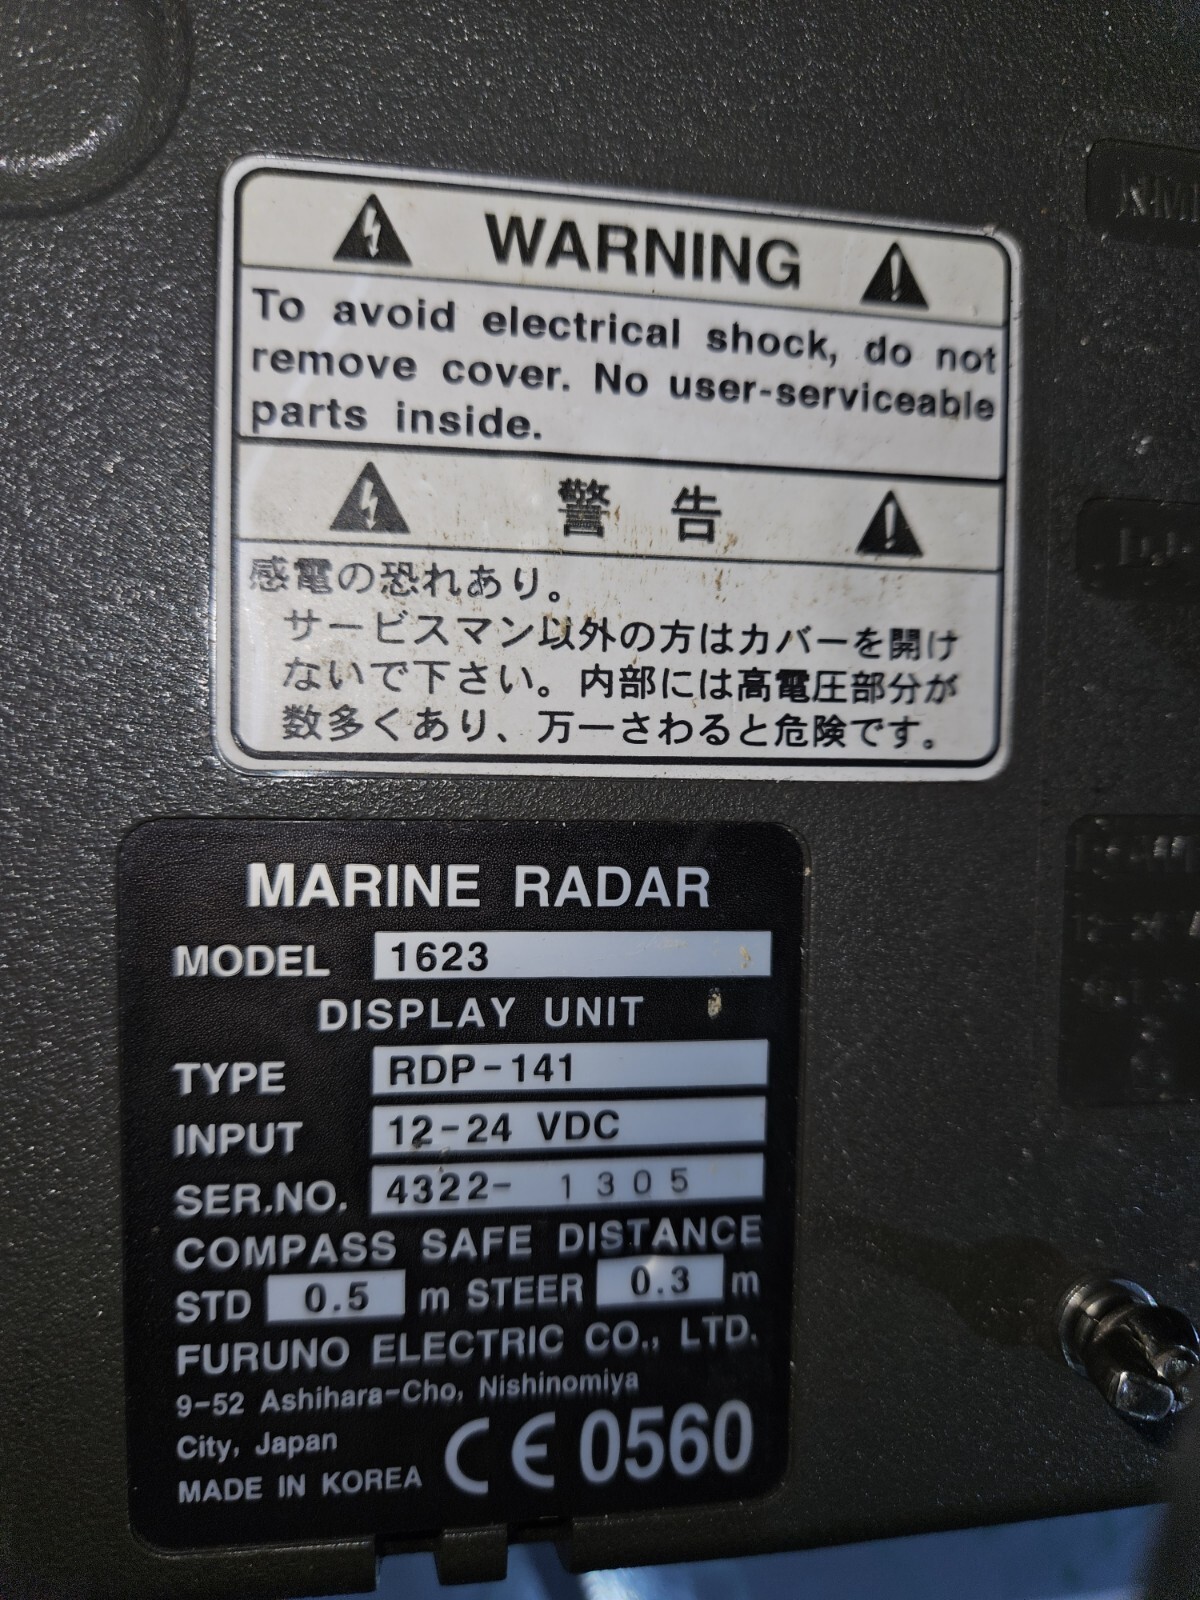 WARNING
To avoid electrical shock, do not
remove cover. No user-serviceable
parts inside.
警 告
感電の恐れあり。
サービスマン以外の方はカバーを開け
ないで下さい。内部には高電圧部分が
数多くあり、万一さわると危険です。
MARINE RADAR
MODEL 1623
DISPLAY UNIT
TYPE RDP-141
INPUT 12-24 VDC
SER.NO. 4322- 1305
COMPASS SAFE DISTANCE
STD 0.5 m STEER 0.3 m
FURUNO ELECTRIC CO., LTD.
9-52 Ashihara-Cho, Nishinomiya
City, Japan
MADE IN KOREA CE 0560